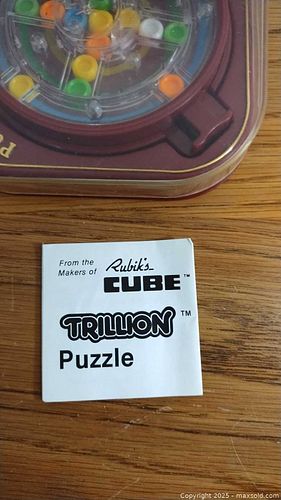 From the
Makers of
Rubik's
CUBE™
TRILLION™
Puzzle
Copyright 2025 - maxsold.com